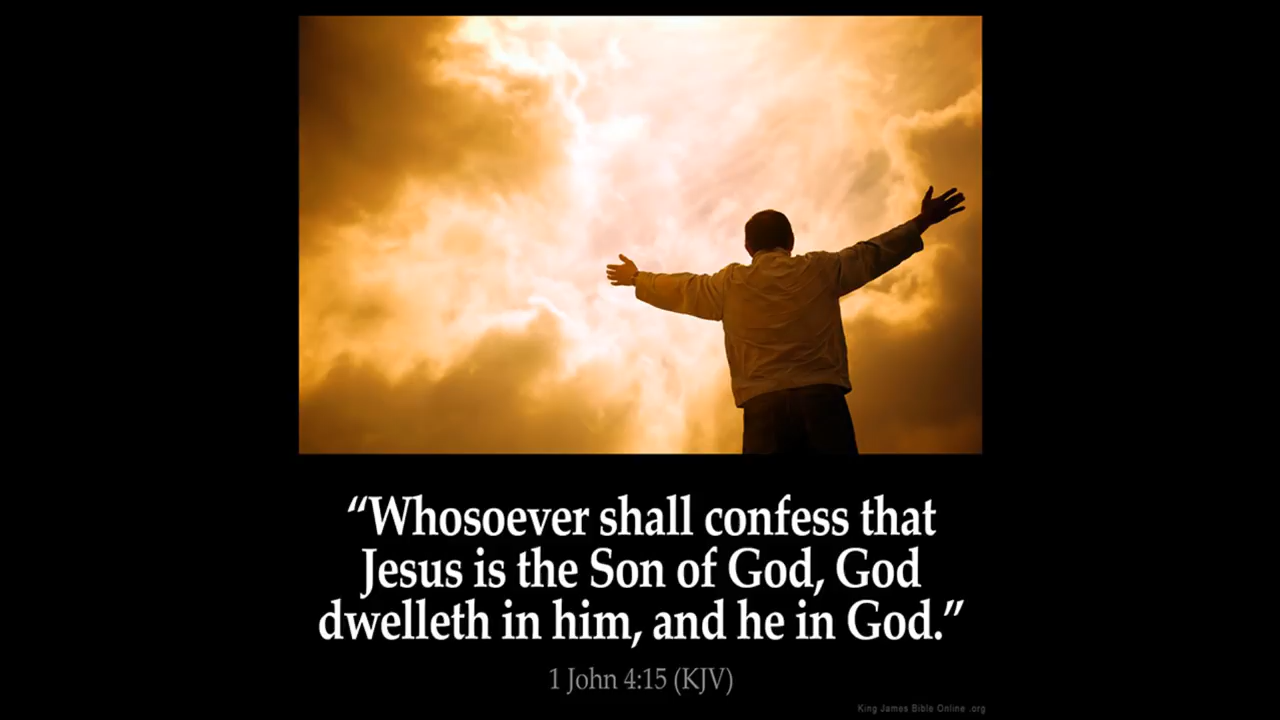 “Whosoever shall confess that
Jesus is the Son of God, God
dwelleth in him, and he in God.”
1 John 4:15 (KJV)
King James Bible Online .org